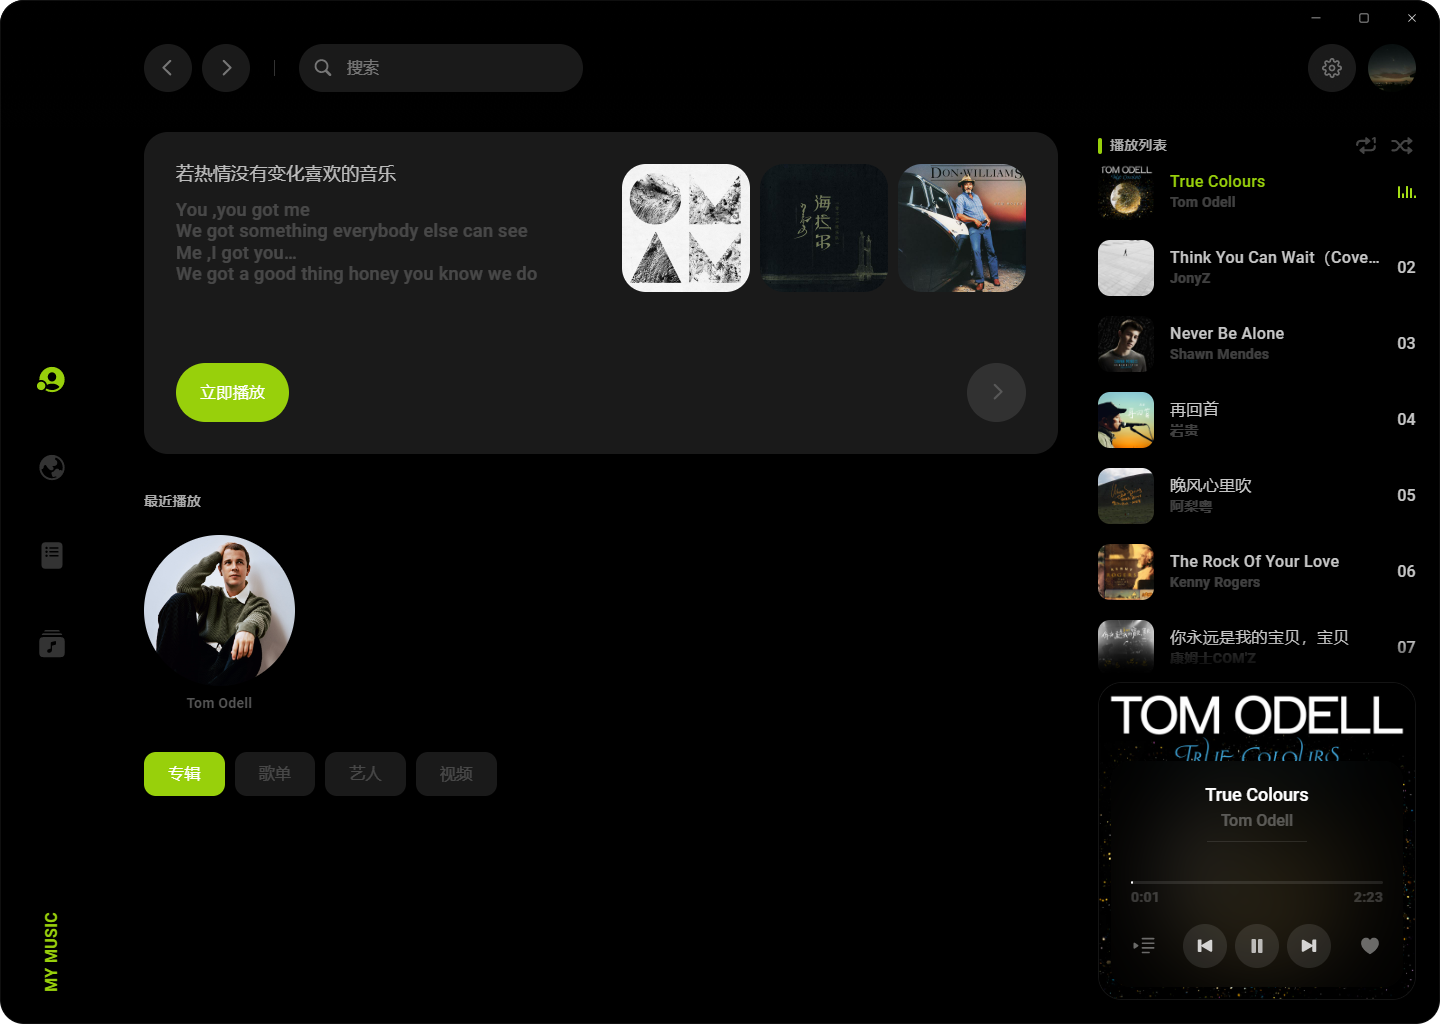 搜索
若热情没有变化喜欢的音乐
You ,you got me
We got something everybody else can see
Me ,I got you...
We got a good thing honey you know we do
海拉尔
DON WILLIAMS
立即播放
最近播放
Tom Odell
专辑
歌单
艺人
视频
MY MUSIC
播放列表
TOM ODELL
True Colours
Tom Odell
Think You Can Wait（Cove...
JonyZ
02
Never Be Alone
Shawn Mendes
03
再回首
岩贵
04
晚风心里吹
阿梨粤
05
The Rock Of Your Love
Kenny Rogers
06
你永远是我的宝贝，宝贝
康姆士COM'Z
07
TOM ODELL
TRUE COLOURS
True Colours
Tom Odell
0:01
2:23